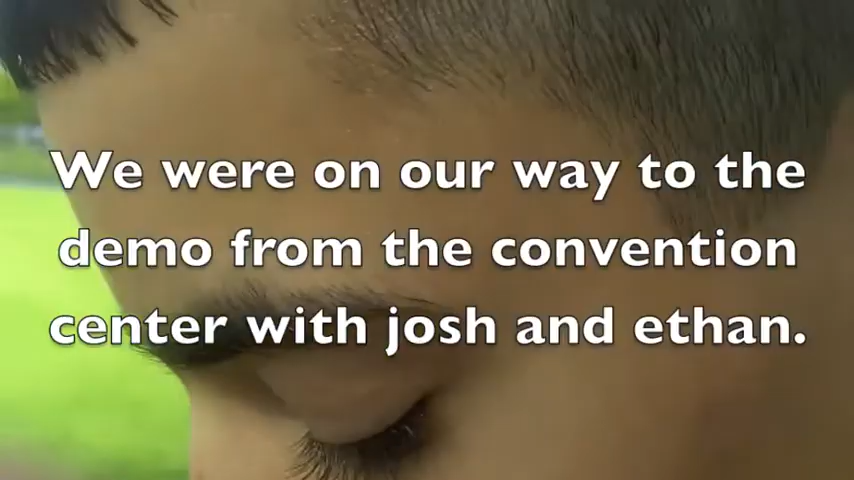 We were on our way to the
demo from the convention
center with josh and ethan.